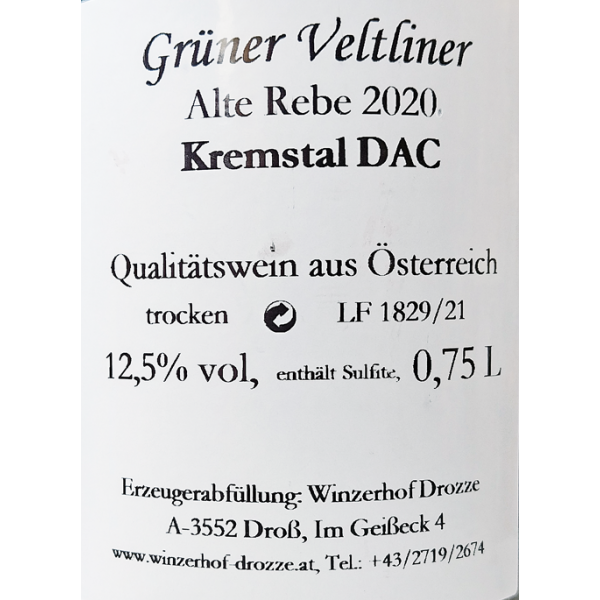 Grüner Veltliner
Alte Rebe 2020
Kremstal DAC
Qualitätswein aus Österreich
trocken LF 1829/21
12,5% vol, enthält Sulfite, 0,75 L
Erzeugerabfüllung: Winzerhof Drozze
A-3552 Droß, Im Geißeck 4
www.winzerhof-drozze.at, Tel.: +43/2719/2674